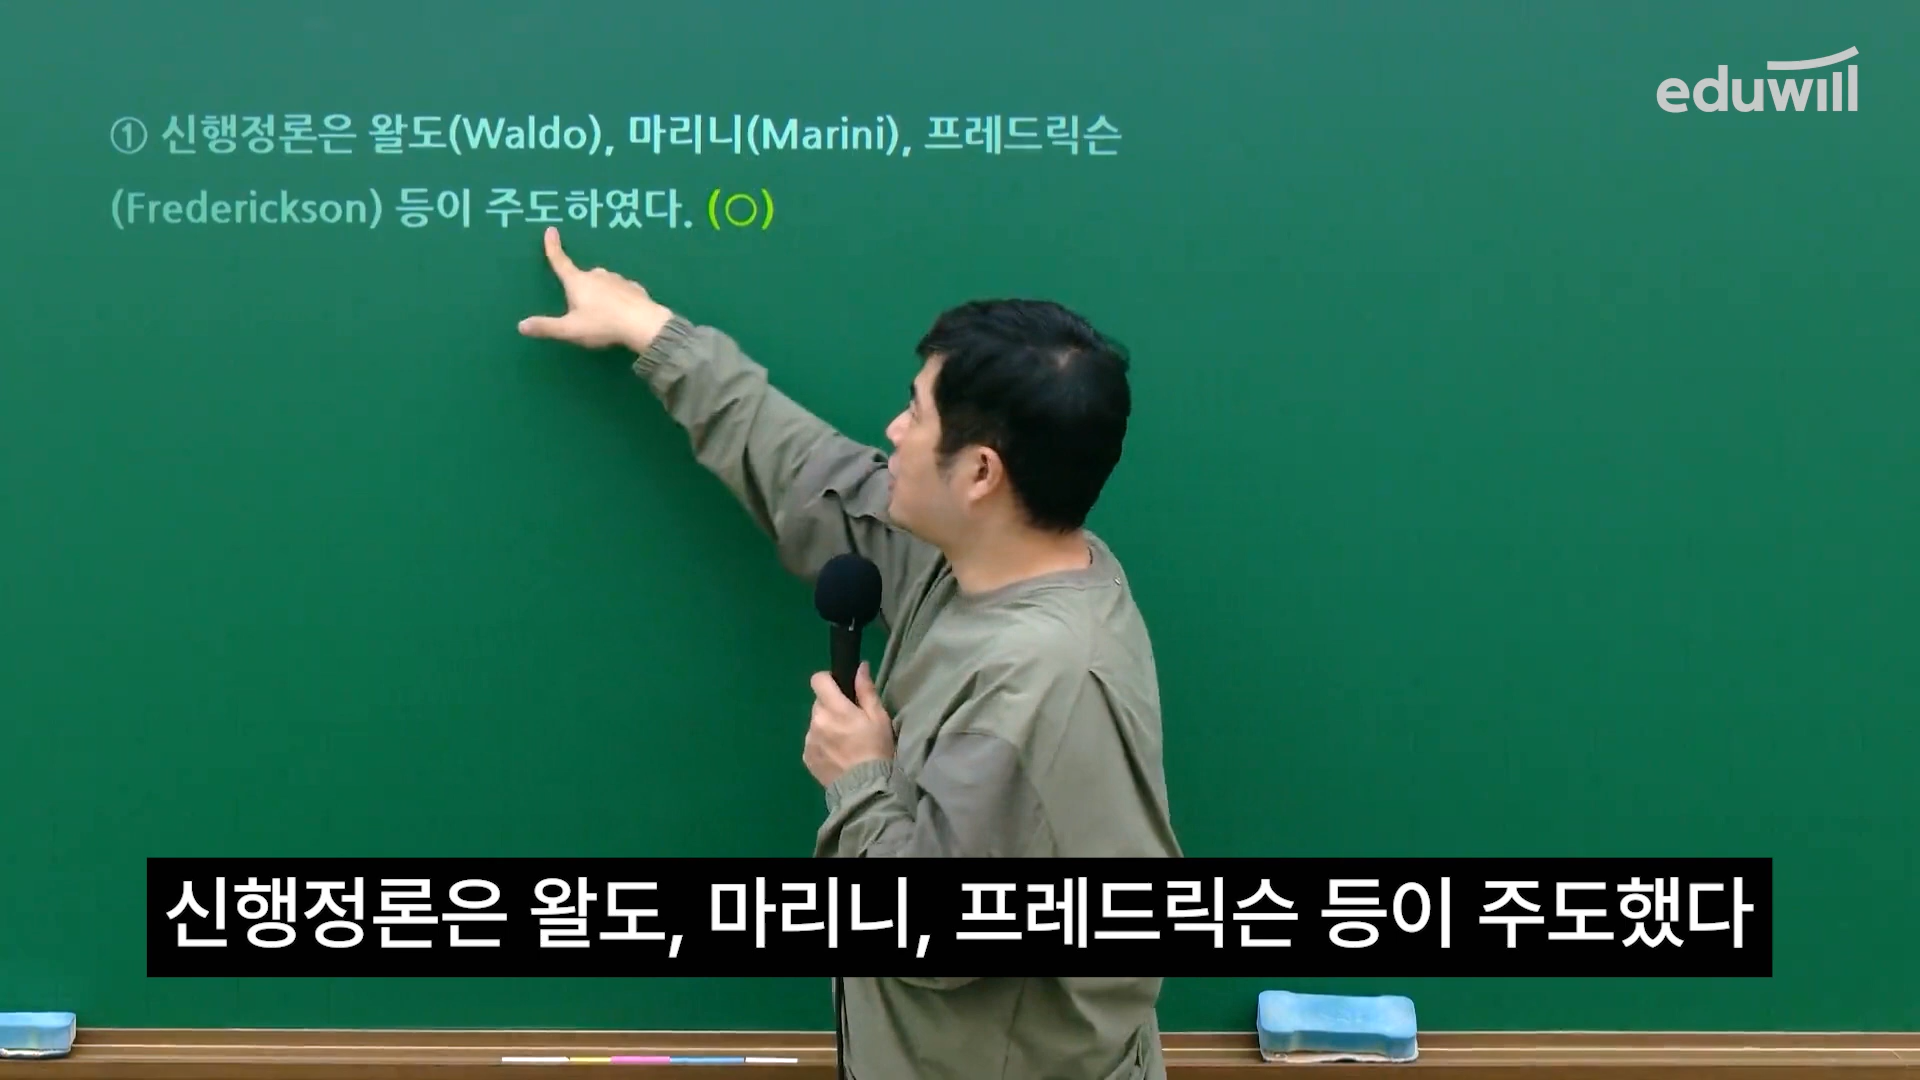 eduwill
① 신행정론은 왈도(Waldo), 마리니(Marini), 프레드릭슨
(Frederickson) 등이 주도하였다. (○)
신행정론은 왈도, 마리니, 프레드릭슨 등이 주도했다